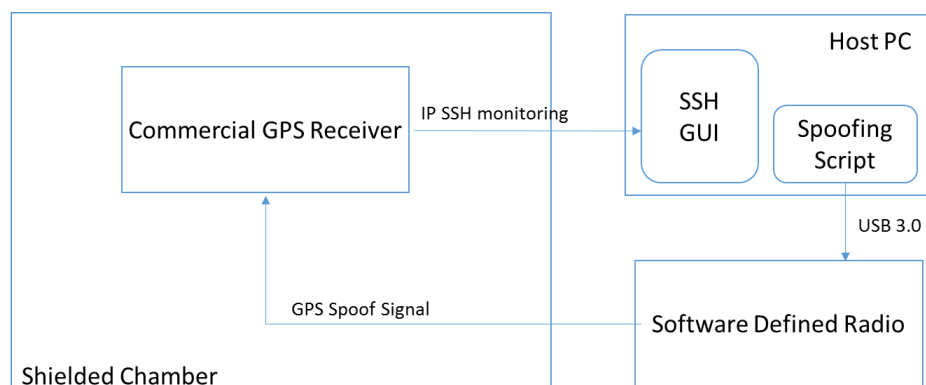 Host PC
SSH
GUI
Commercial GPS Receiver
IP SSH monitoring
Spoofing
Script
USB 3.0
GPS Spoof Signal
Software Defined Radio
Shielded Chamber